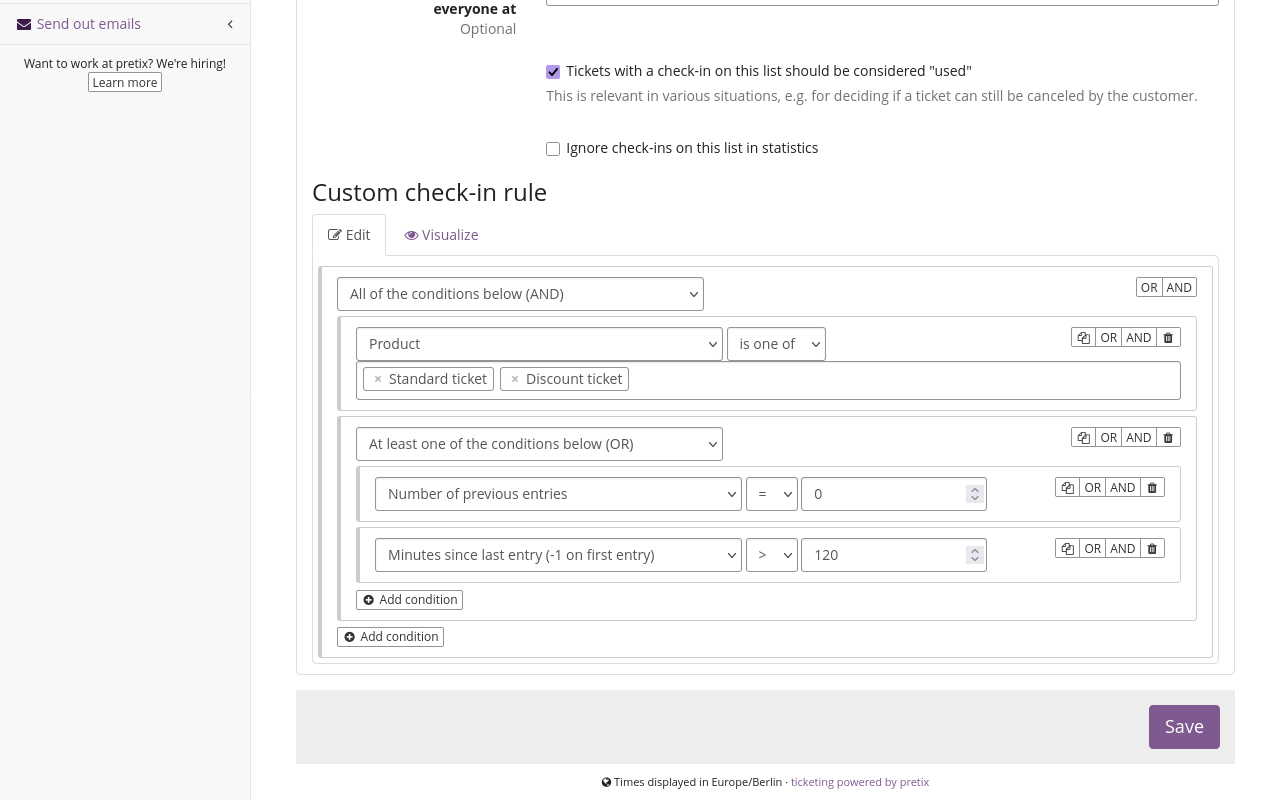 Send out emails
Want to work at pretix? We're hiring!
Learn more
everyone at
Optional
Tickets with a check-in on this list should be considered "used"
This is relevant in various situations, e.g. for deciding if a ticket can still be canceled by the customer.
Ignore check-ins on this list in statistics
Custom check-in rule
Edit Visualize
All of the conditions below (AND) OR AND
Product is one of OR AND
× Standard ticket × Discount ticket
At least one of the conditions below (OR) OR AND
Number of previous entries = 0 OR AND
Minutes since last entry (-1 on first entry) > 120 OR AND
Add condition
Add condition
Save
Times displayed in Europe/Berlin · ticketing powered by pretix